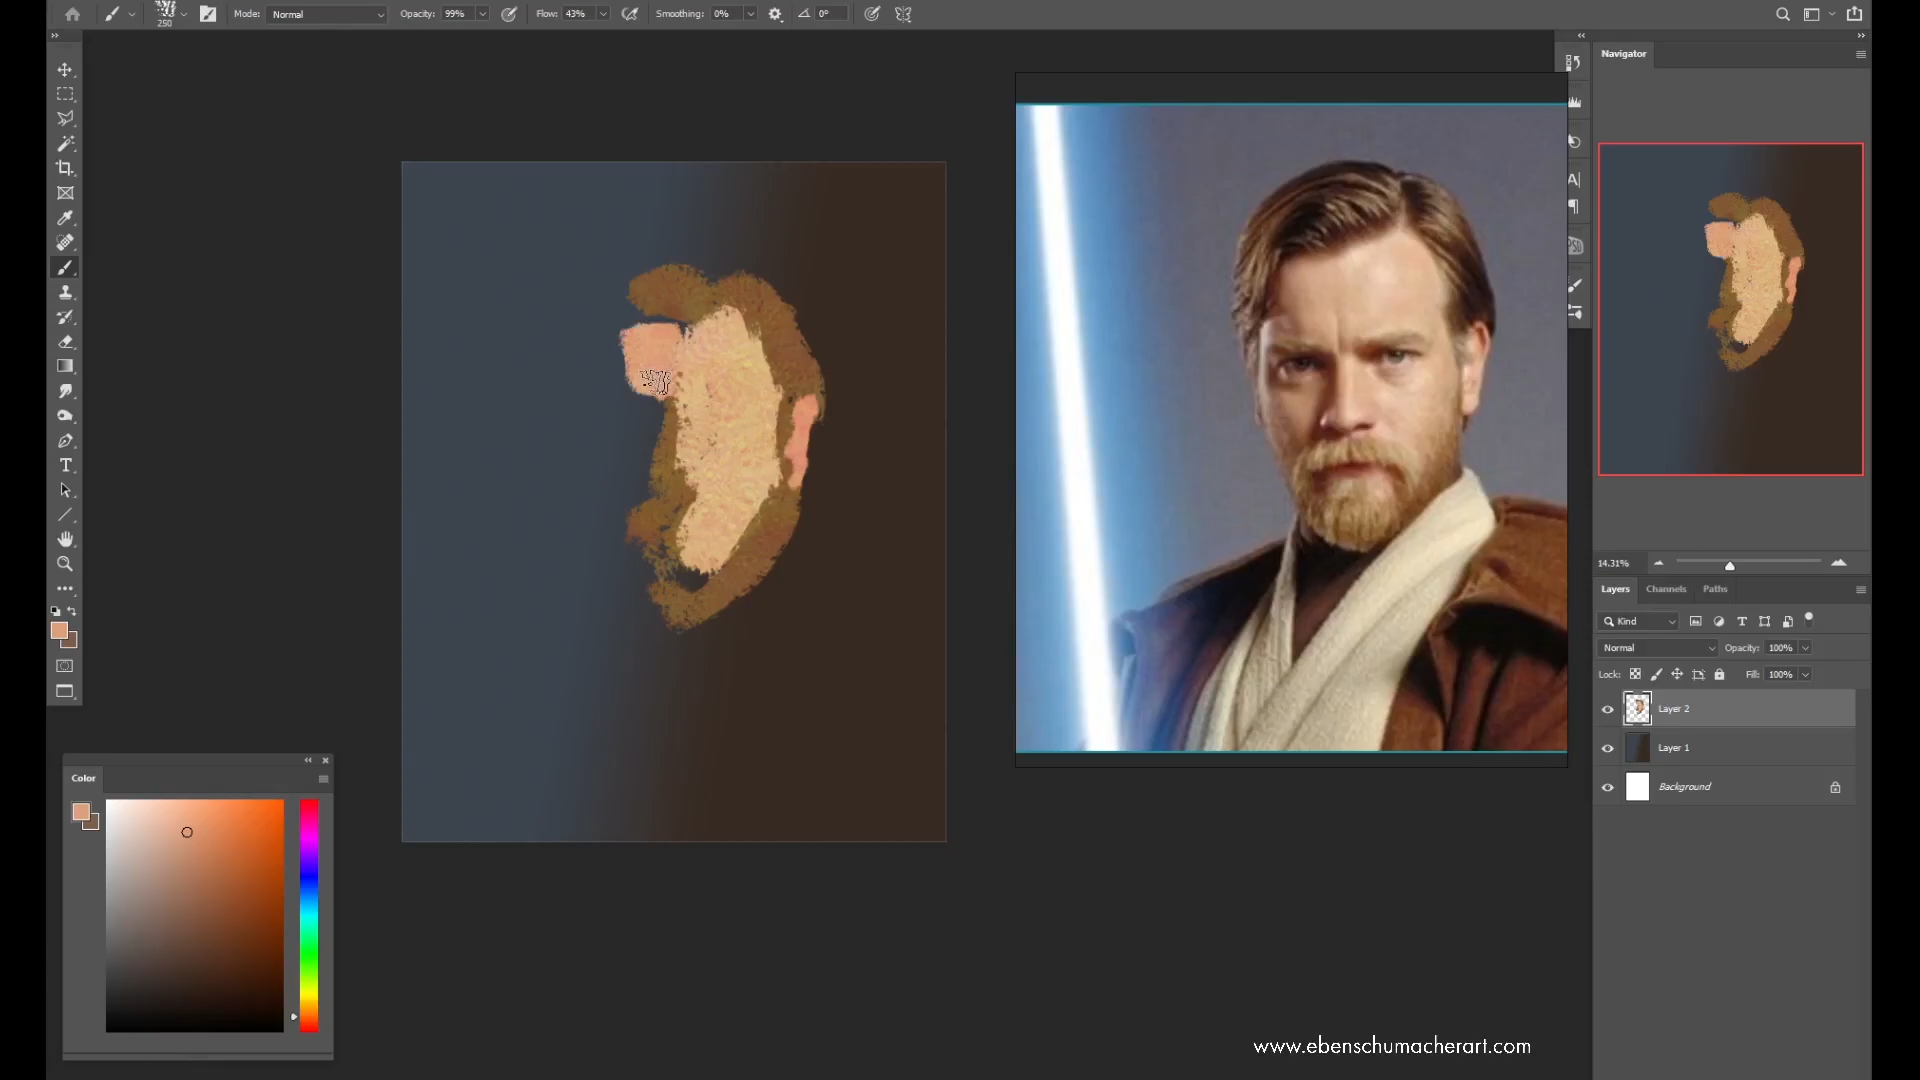 250
Mode: Normal
Opacity: 99%
Flow: 43%
Smoothing: 0%
0°
Navigator
14.31%
Layers Channels Paths
Kind
Normal Opacity: 100%
Lock: Fill: 100%
Layer 2
Layer 1
Background
Color
www.ebenschumacherart.com